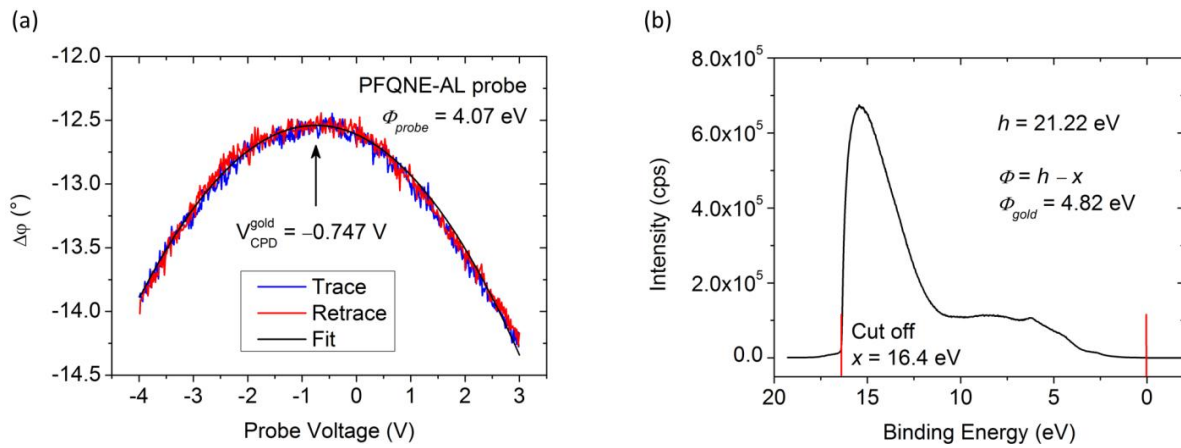 (a)
-12.0
-12.5
-13.0
-13.5
-14.0
-14.5
Δφ (°)
PFQNE-AL probe
Φprobe = 4.07 eV
V gold CPD = −0.747 V
Trace
Retrace
Fit
-4 -3 -2 -1 0 1 2 3
Probe Voltage (V)
(b)
8.0x10⁵
6.0x10⁵
4.0x10⁵
2.0x10⁵
0.0
Intensity (cps)
h = 21.22 eV
Φ = h − x
Φgold = 4.82 eV
Cut off
x = 16.4 eV
20 15 10 5 0
Binding Energy (eV)